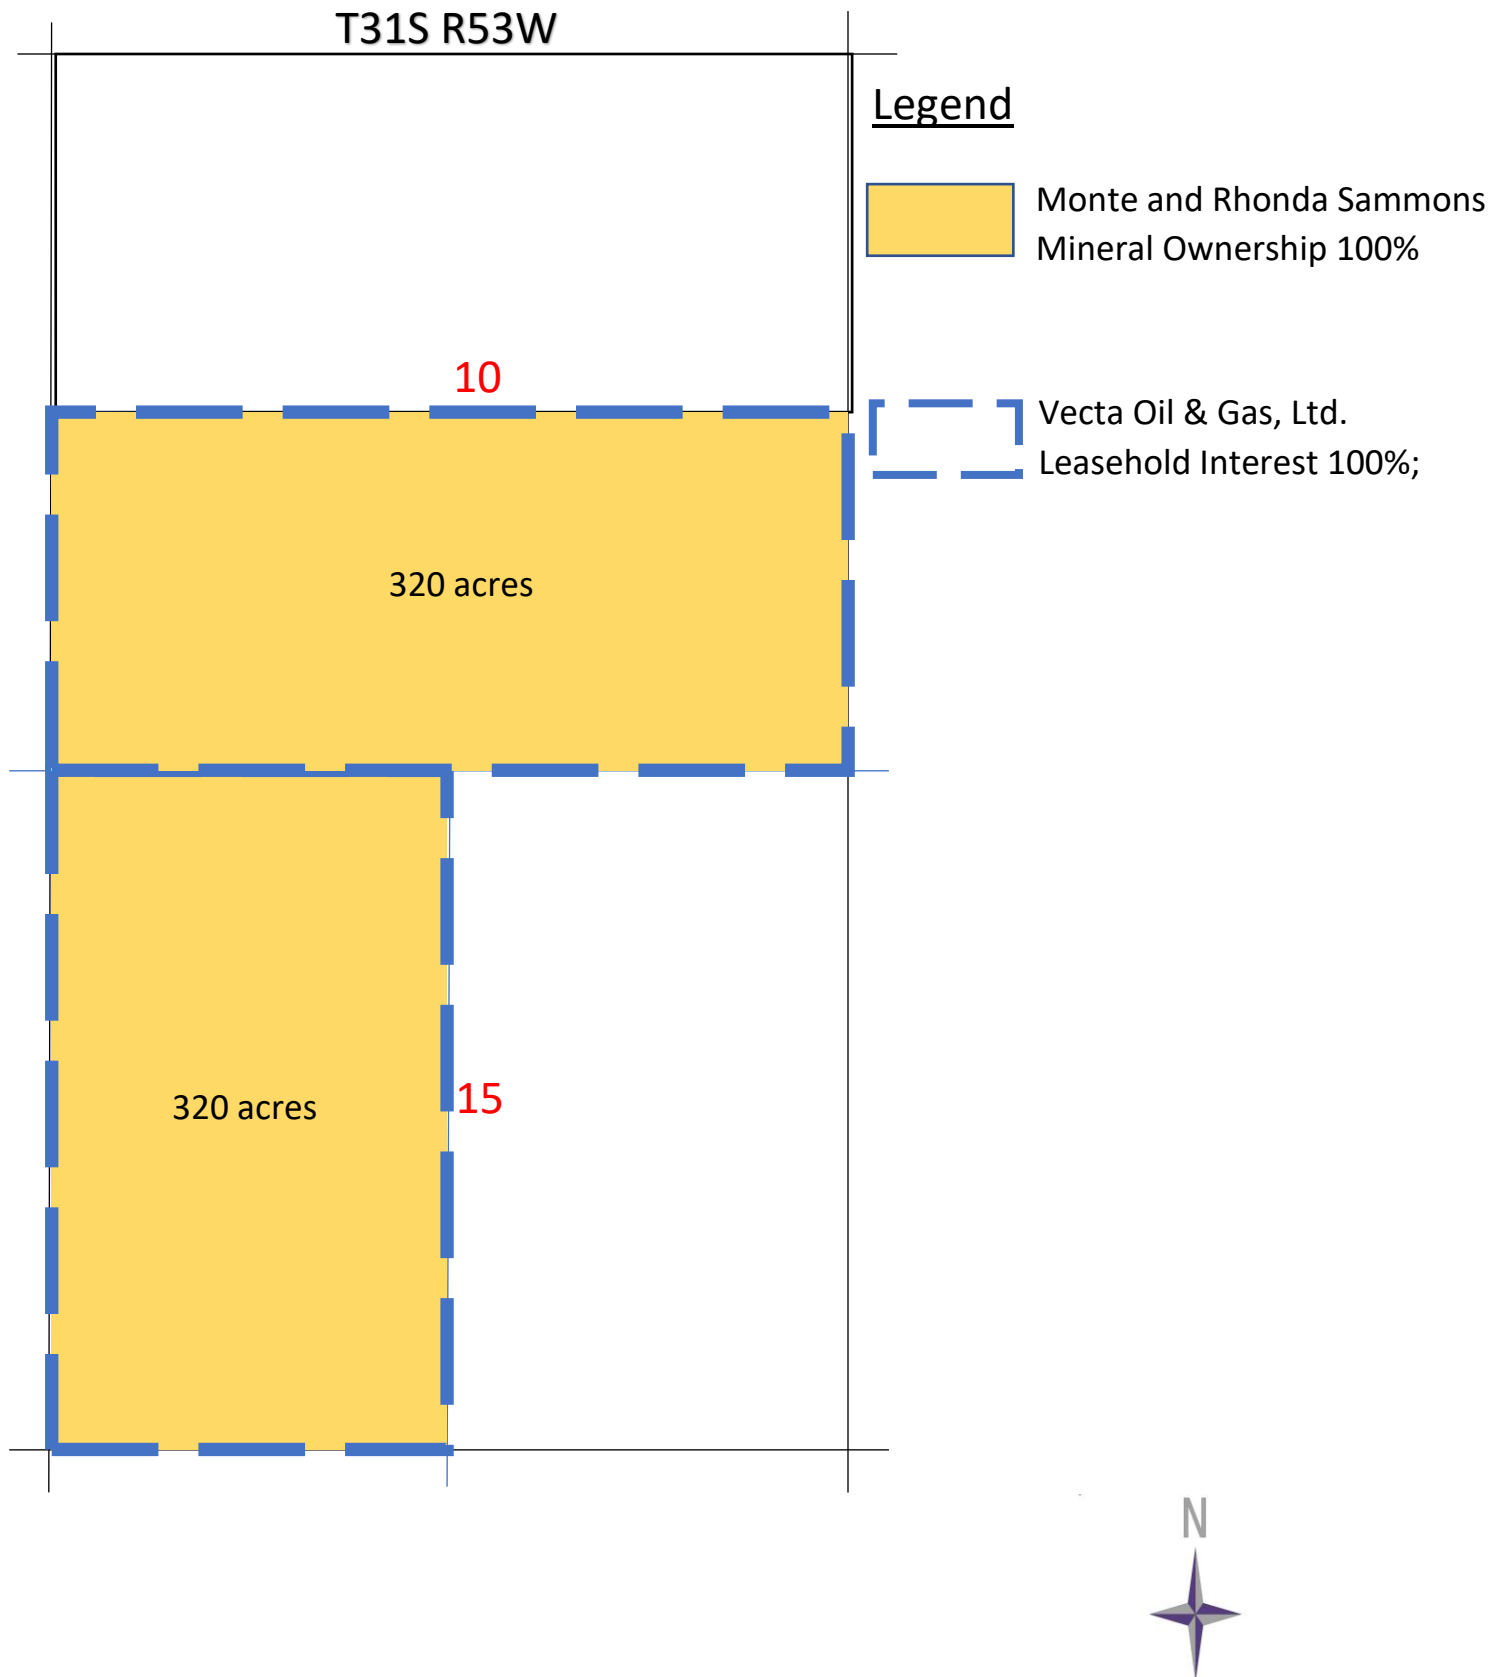 T31S R53W
Legend
Monte and Rhonda Sammons
Mineral Ownership 100%
10
Vecta Oil & Gas, Ltd.
Leasehold Interest 100%;
320 acres
320 acres
15
N